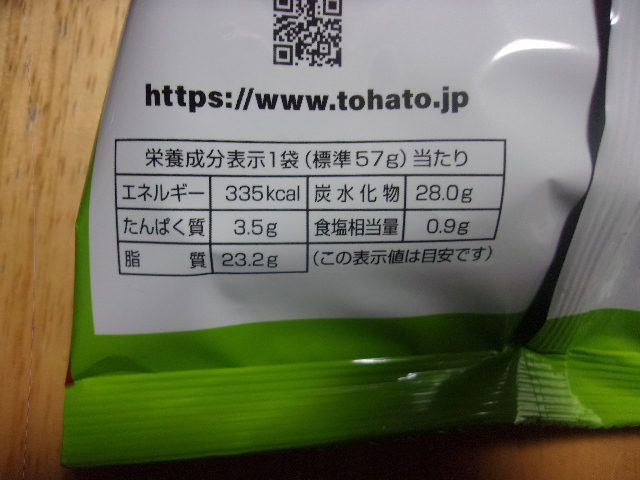 https://www.tohato.jp
栄養成分表示1袋(標準57g)当たり
エネルギー 335kcal 炭水化物 28.0g
たんぱく質 3.5g 食塩相当量 0.9g
脂質 23.2g (この表示値は目安です)